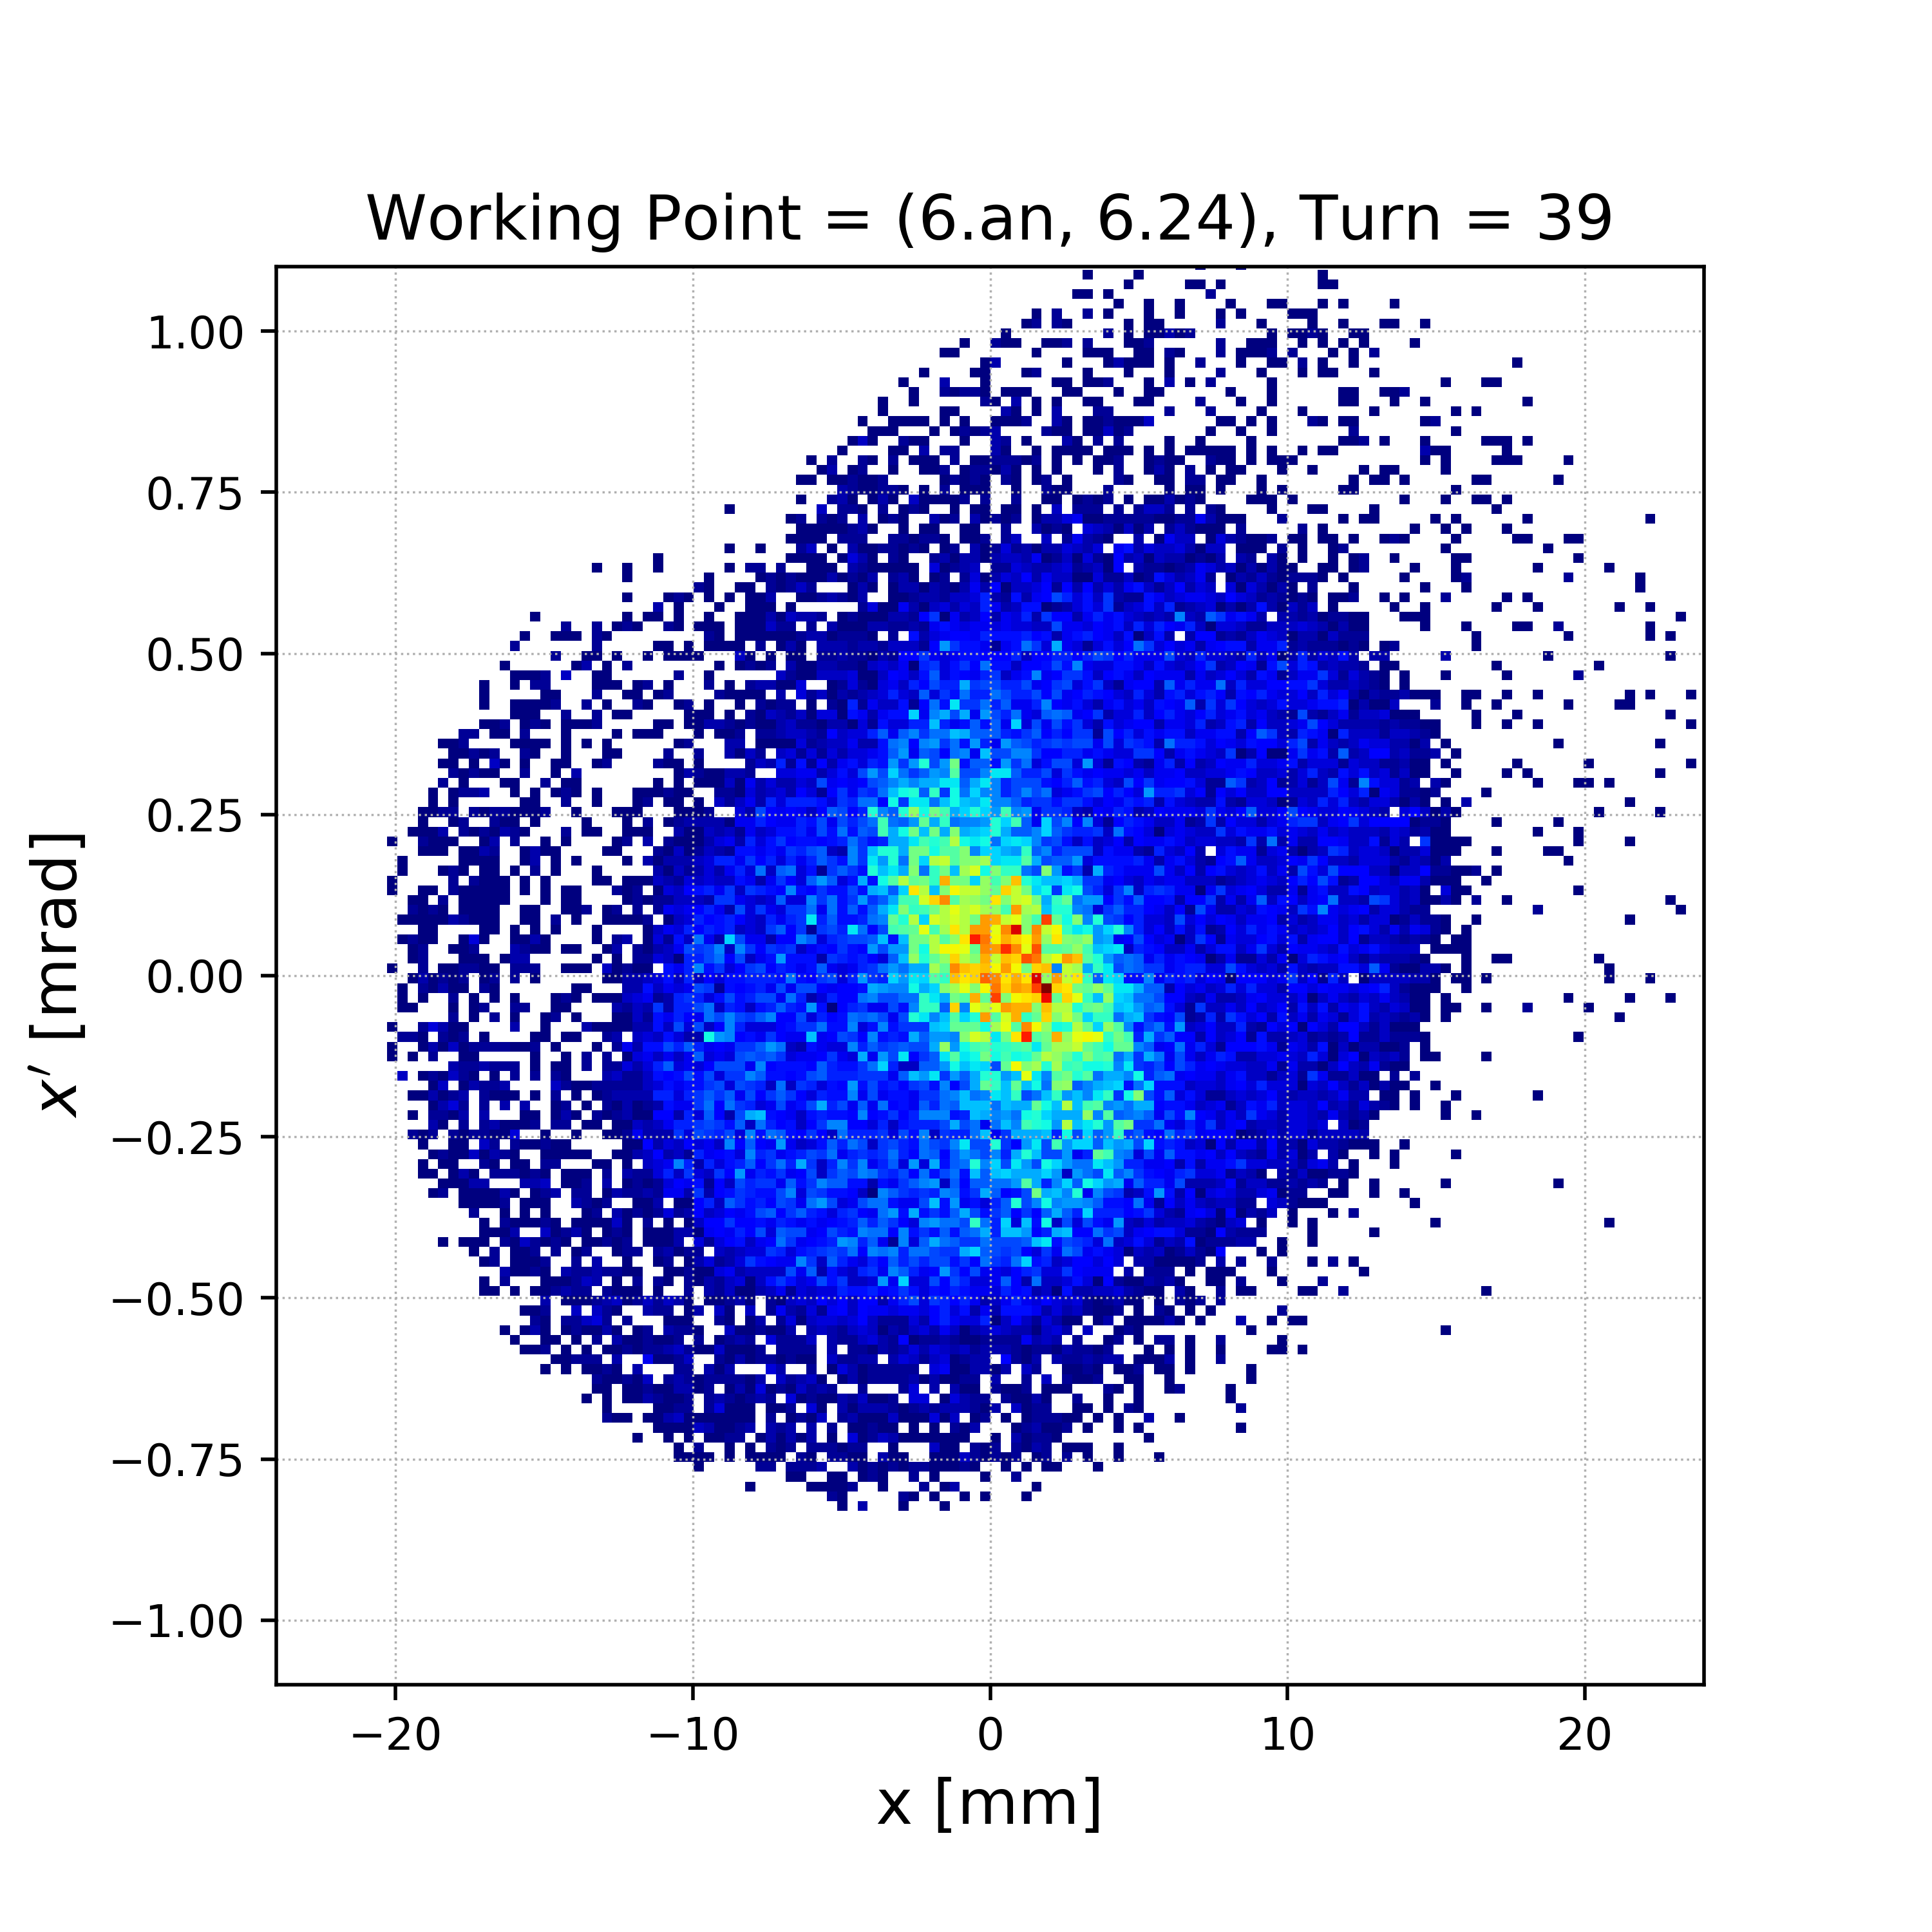 Working Point = (6.an, 6.24), Turn = 39
1.00
0.75
0.50
0.25
0.00
−0.25
−0.50
−0.75
−1.00
x′ [mrad]
−20 −10 0 10 20
x [mm]